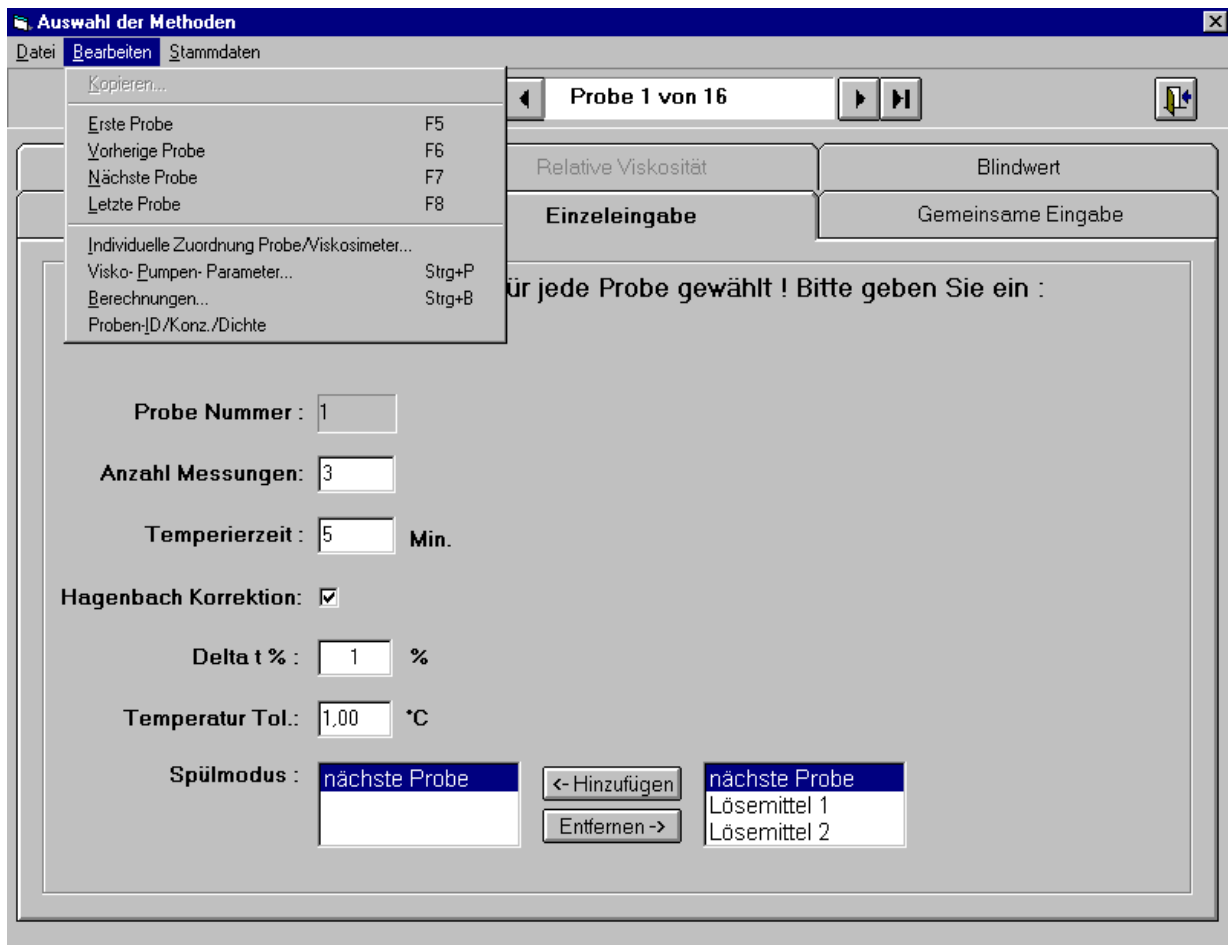 Auswahl der Methoden
Datei Bearbeiten Stammdaten
Kopieren...
Erste Probe F5
Vorherige Probe F6
Nächste Probe F7
Letzte Probe F8
Individuelle Zuordnung Probe/Viskosimeter...
Visko- Pumpen- Parameter... Strg+P
Berechnungen... Strg+B
Proben-ID/Konz./Dichte
Probe 1 von 16
Relative Viskosität Blindwert
Einzeleingabe Gemeinsame Eingabe
ür jede Probe gewählt ! Bitte geben Sie ein :
Probe Nummer : 1
Anzahl Messungen: 3
Temperierzeit : 5 Min.
Hagenbach Korrektion:
Delta t % : 1 %
Temperatur Tol.: 1,00 °C
Spülmodus : nächste Probe <- Hinzufügen nächste Probe
Lösemittel 1
Entfernen -> Lösemittel 2